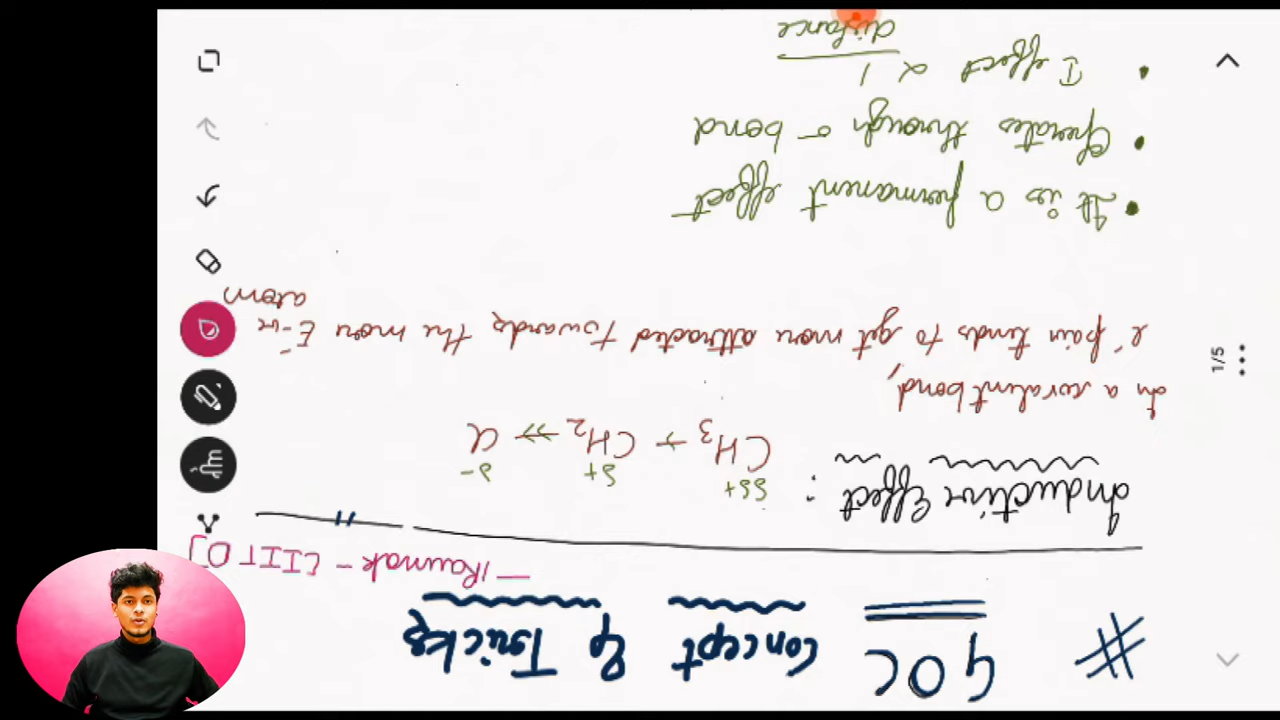 # GOC Concept & Tricks
— Raunak - [IIT D]
Inductive Effect :
δδ+ δ+ δ-
CH3 → CH2 →→ Cl
In a covalent bond,
e- pair tends to get more attracted towards the more E-ve atom
• It is a permanent effect
• Operates through σ bond
• I effect α 1
distance
1/5